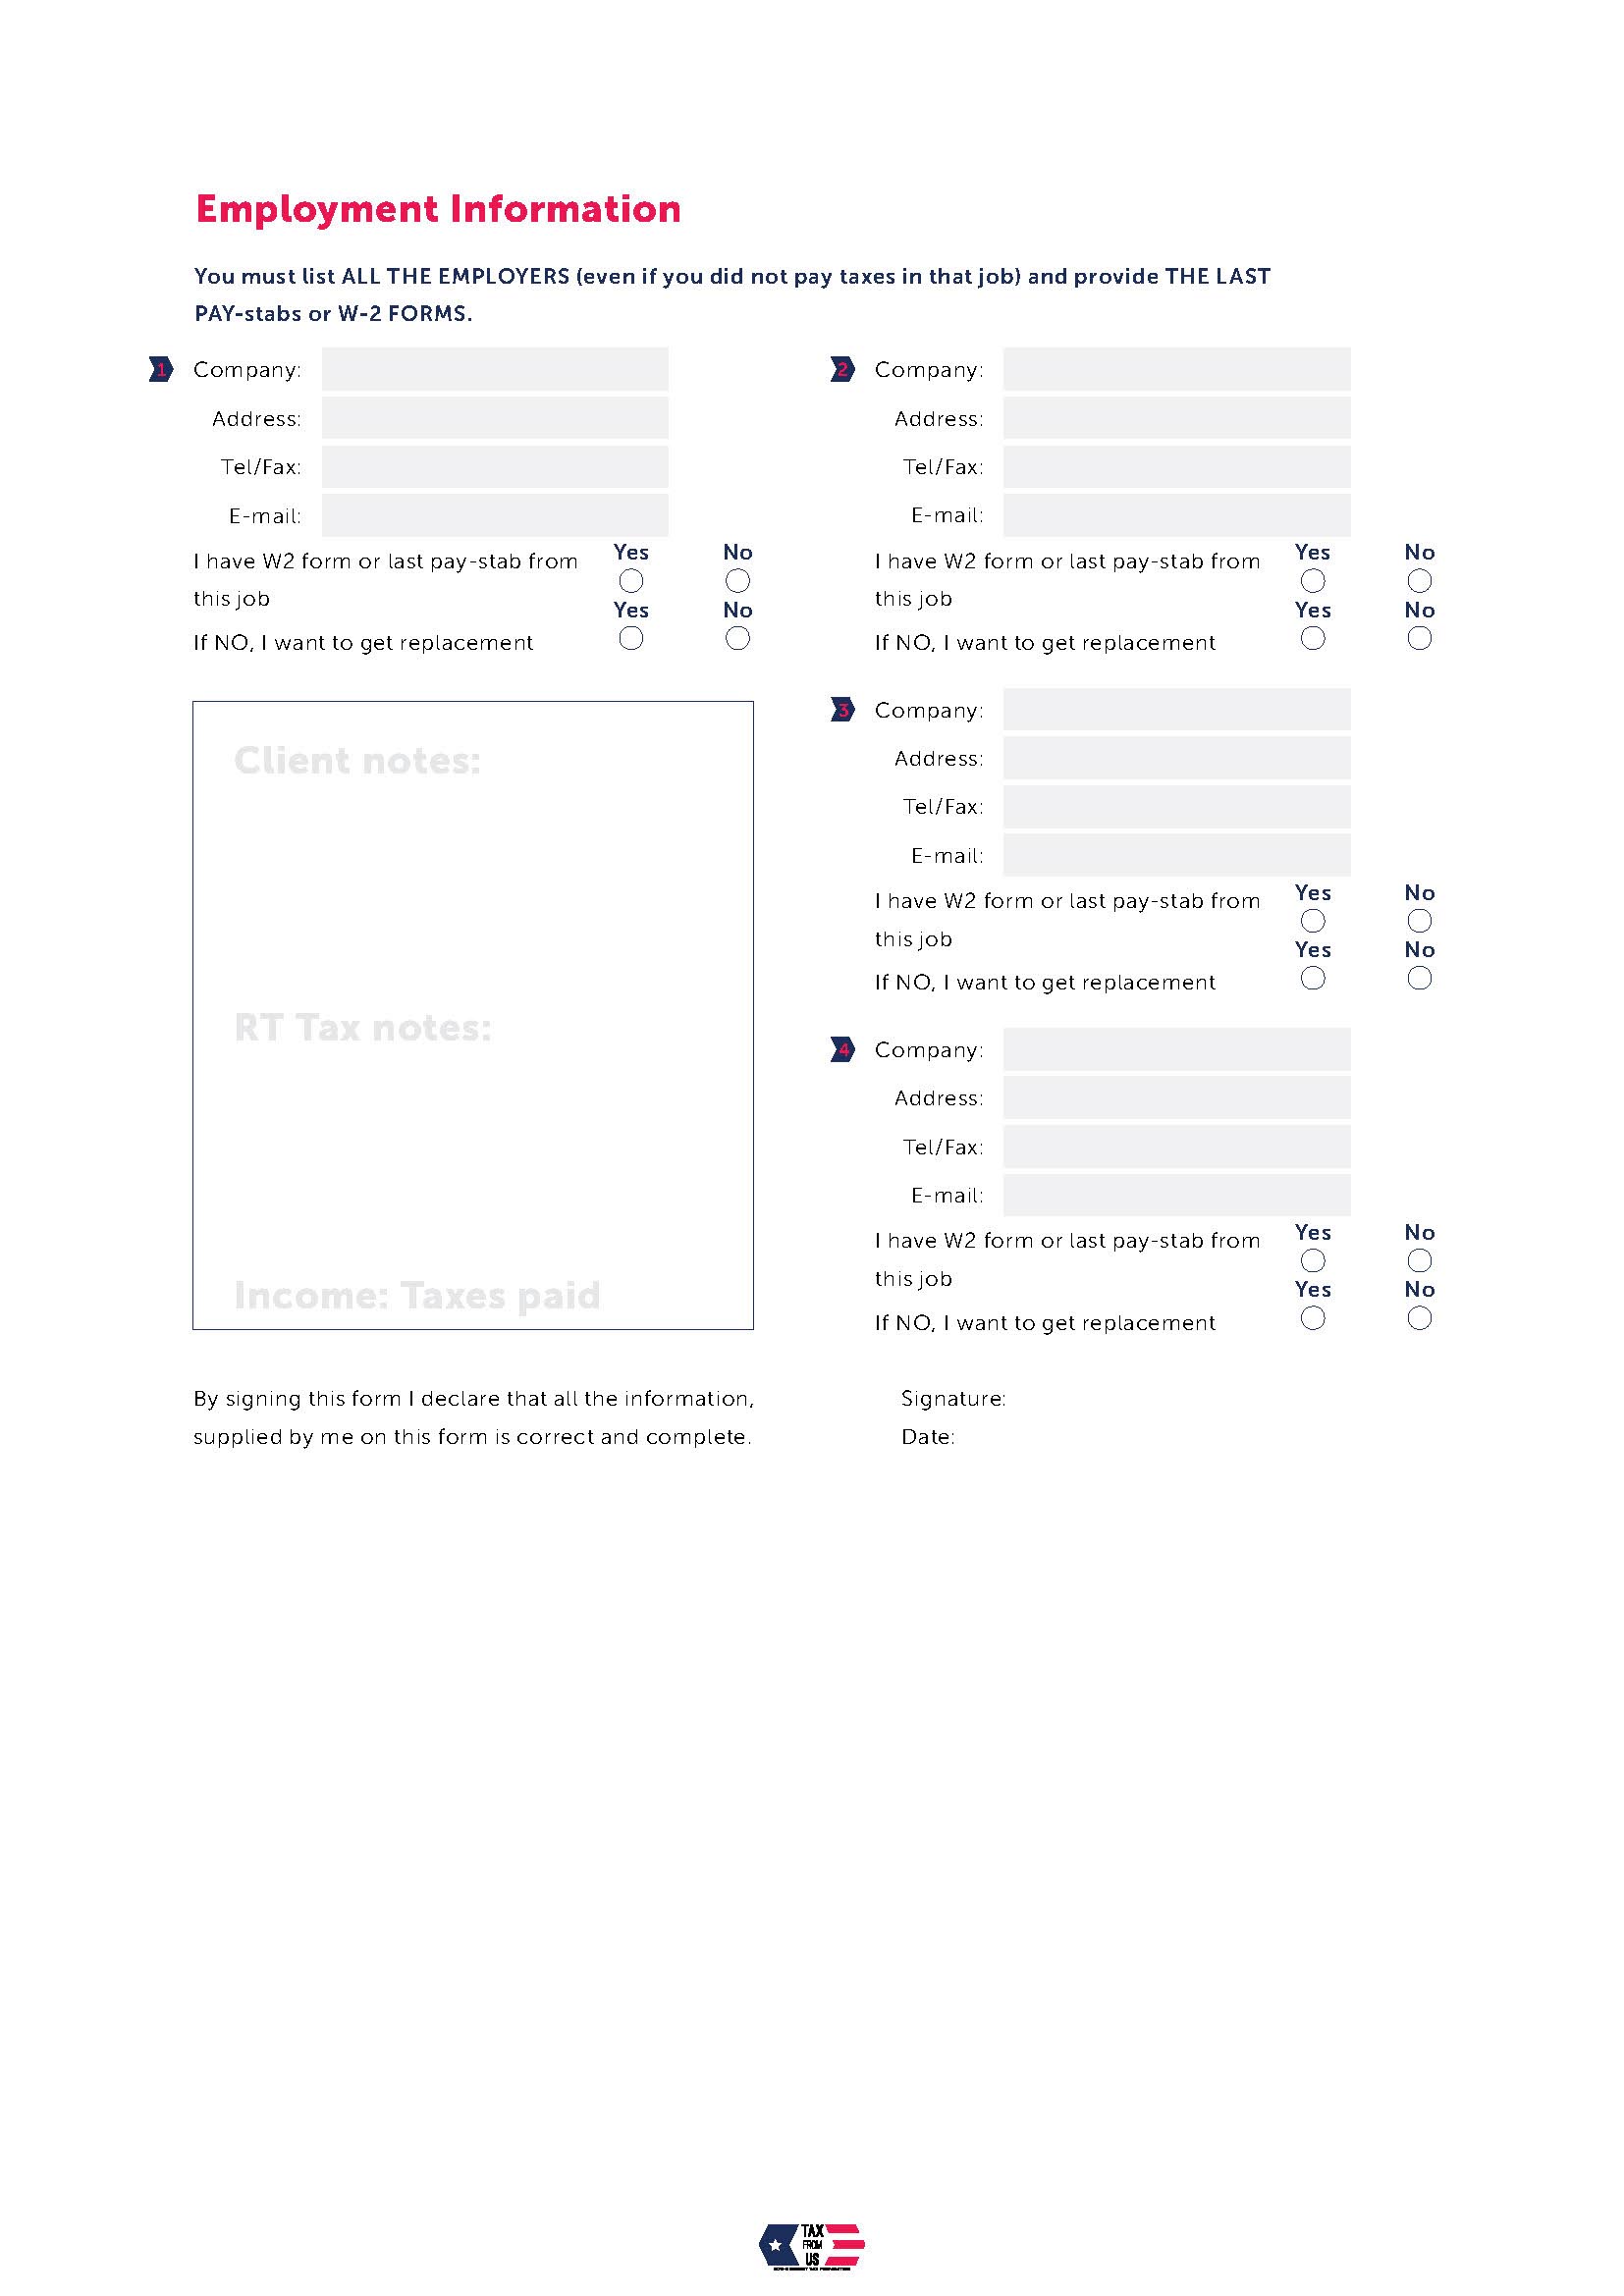 Employment Information
You must list ALL THE EMPLOYERS (even if you did not pay taxes in that job) and provide THE LAST
PAY-stabs or W-2 FORMS.
1 Company:
Address:
Tel/Fax:
E-mail:
I have W2 form or last pay-stab from
this job
Yes No
If NO, I want to get replacement
Yes No
2 Company:
Address:
Tel/Fax:
E-mail:
I have W2 form or last pay-stab from
this job
Yes No
If NO, I want to get replacement
Yes No
Client notes:
RT Tax notes:
Income: Taxes paid
3 Company:
Address:
Tel/Fax:
E-mail:
I have W2 form or last pay-stab from
this job
Yes No
If NO, I want to get replacement
Yes No
4 Company:
Address:
Tel/Fax:
E-mail:
I have W2 form or last pay-stab from
this job
Yes No
If NO, I want to get replacement
Yes No
By signing this form I declare that all the information,
supplied by me on this form is correct and complete.
Signature:
Date:
TAX
FROM
US